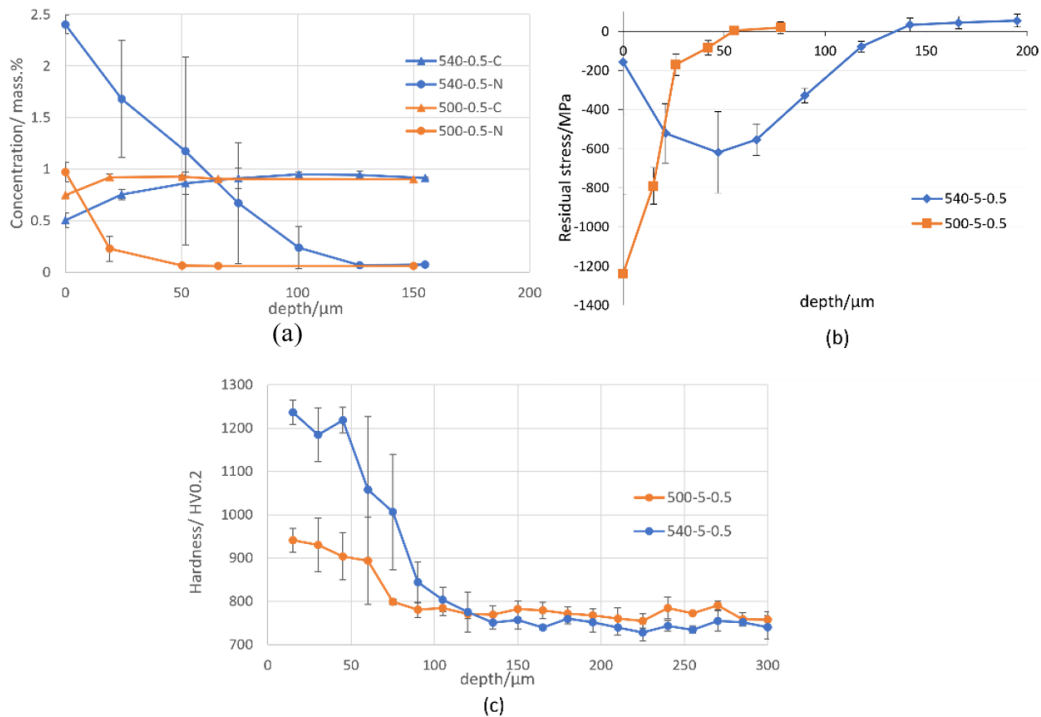 2.5
2
1.5
1
0.5
0
Concentration/ mass.%
540-0.5-C
540-0.5-N
500-0.5-C
500-0.5-N
0 50 100 150 200
depth/μm
(a)
0
-200
-400
-600
-800
-1000
-1200
-1400
Residual stress/MPa
0 50 100 150 200
540-5-0.5
500-5-0.5
depth/μm
(b)
1300
1200
1100
1000
900
800
700
Hardness/ HV0.2
500-5-0.5
540-5-0.5
0 50 100 150 200 250 300
depth/μm
(c)